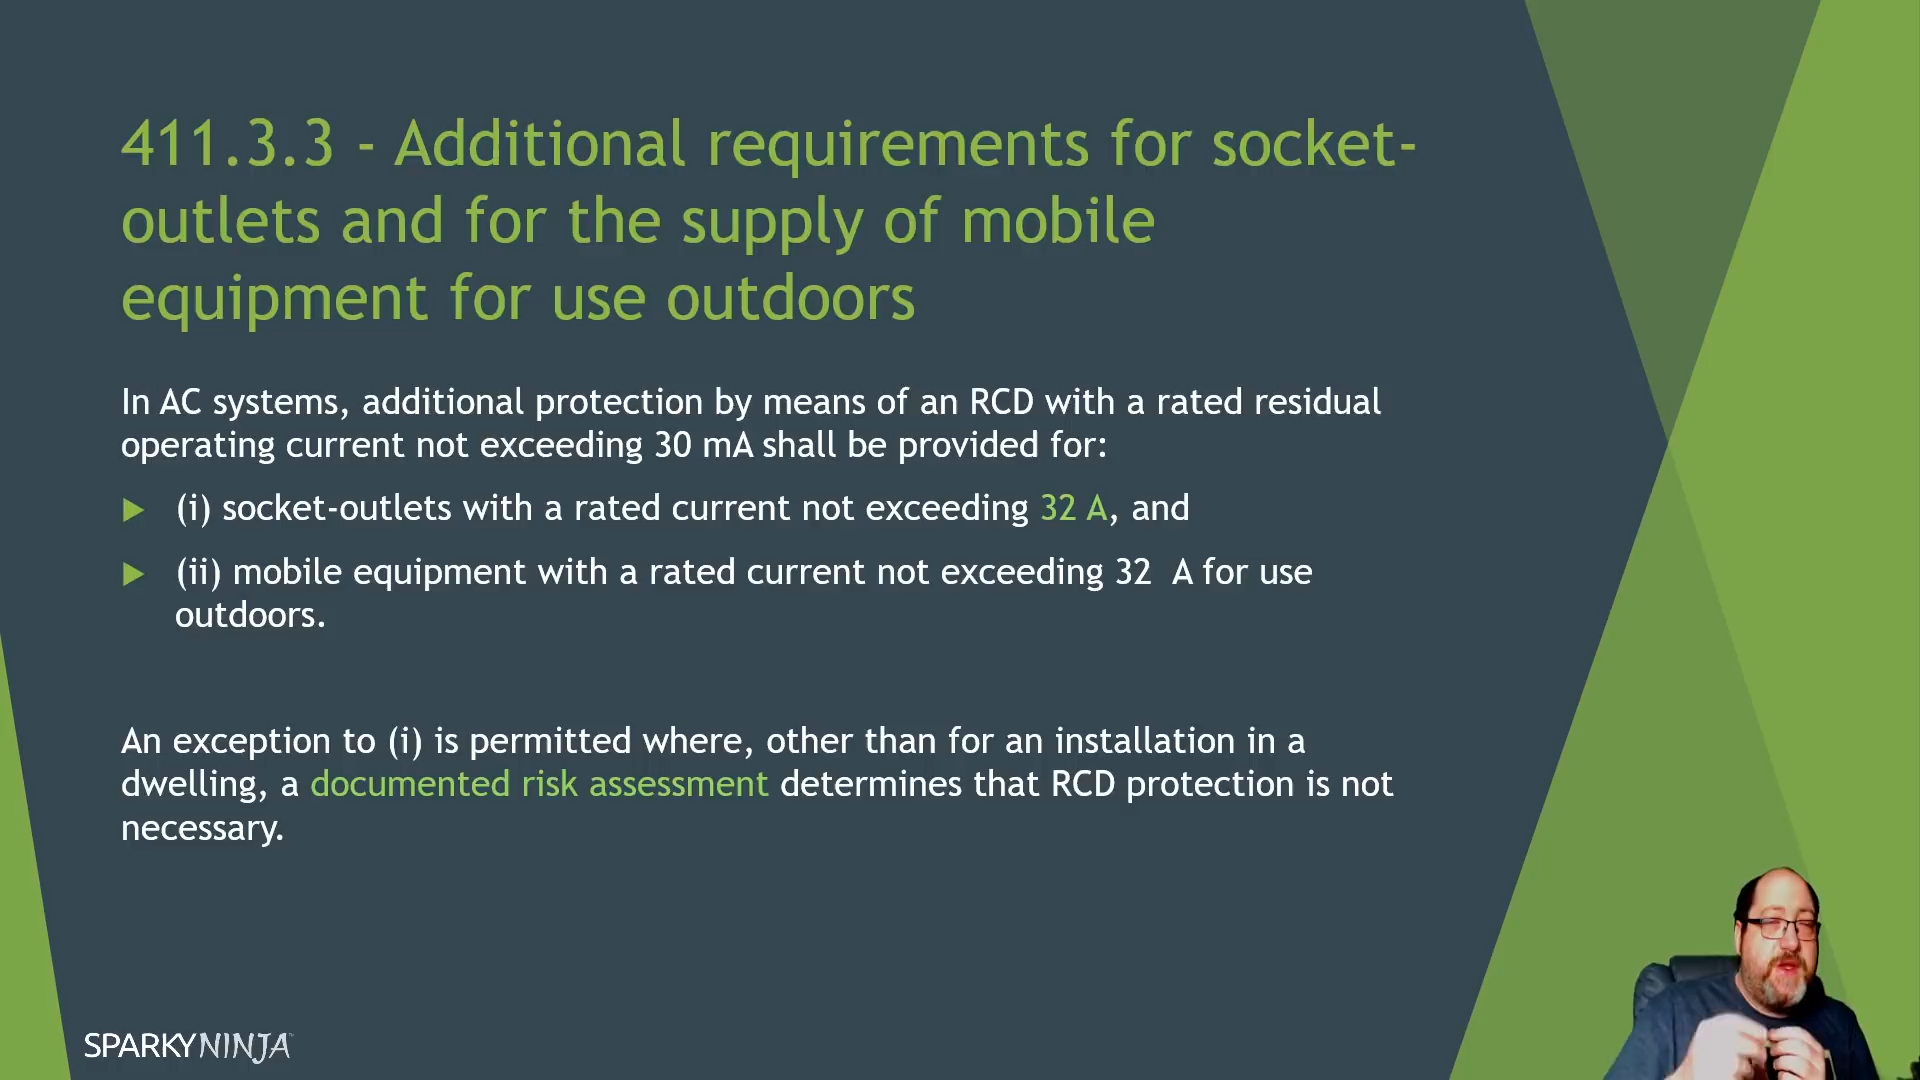 411.3.3 - Additional requirements for socket-
outlets and for the supply of mobile
equipment for use outdoors
In AC systems, additional protection by means of an RCD with a rated residual
operating current not exceeding 30 mA shall be provided for:
(i) socket-outlets with a rated current not exceeding 32 A, and
(ii) mobile equipment with a rated current not exceeding 32 A for use
outdoors.
An exception to (i) is permitted where, other than for an installation in a
dwelling, a documented risk assessment determines that RCD protection is not
necessary.
SPARKYNINJA